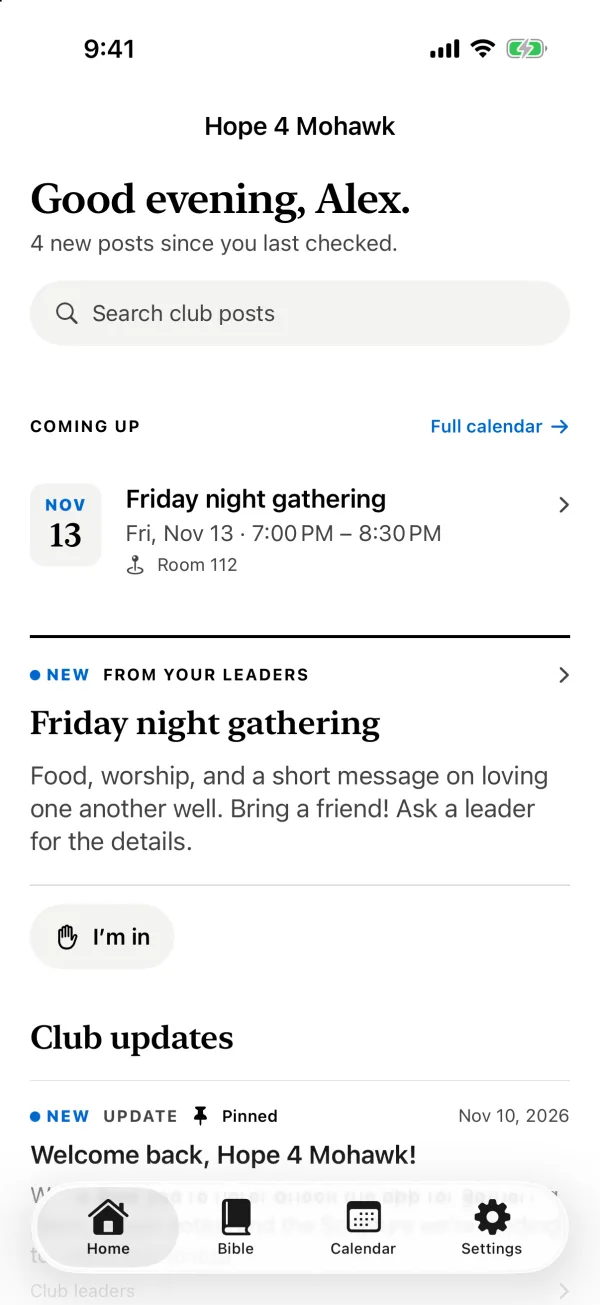 9:41
Hope 4 Mohawk
Good evening, Alex.
4 new posts since you last checked.
Search club posts
COMING UP
Full calendar
NOV
13
Friday night gathering
Fri, Nov 13 · 7:00 PM – 8:30 PM
Room 112
NEW FROM YOUR LEADERS
Friday night gathering
Food, worship, and a short message on loving
one another well. Bring a friend! Ask a leader
for the details.
I’m in
Club updates
NEW UPDATE Pinned
Nov 10, 2026
Welcome back, Hope 4 Mohawk!
Home
Bible
Calendar
Settings
Club leaders